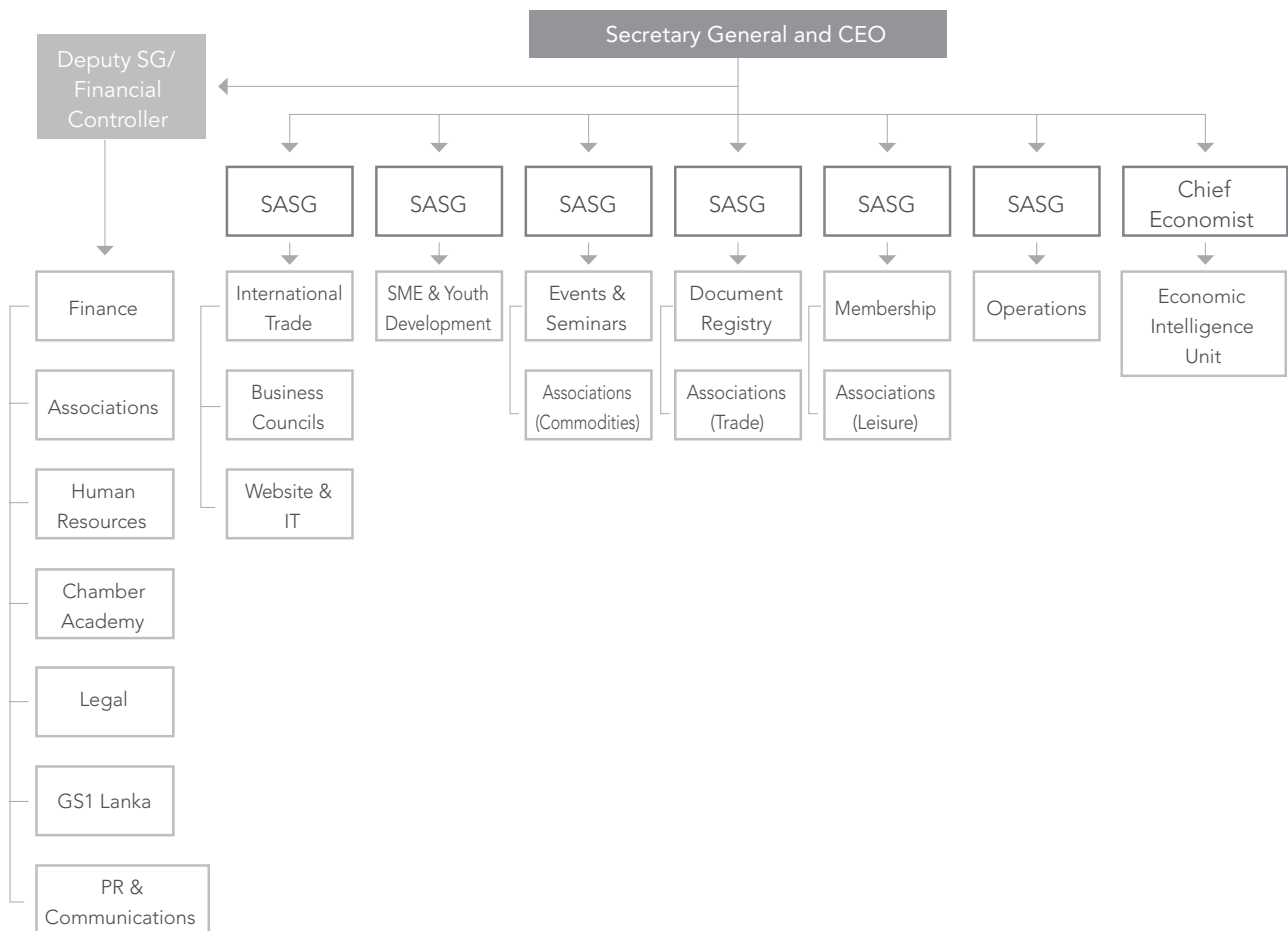 Secretary General and CEO
Deputy SG/
Financial
Controller
SASG
SASG
SASG
SASG
SASG
SASG
Chief
Economist
Finance
Associations
Human
Resources
Chamber
Academy
Legal
GS1 Lanka
PR &
Communications
International
Trade
Business
Councils
Website &
IT
SME & Youth
Development
Events &
Seminars
Associations
(Commodities)
Document
Registry
Associations
(Trade)
Membership
Associations
(Leisure)
Operations
Economic
Intelligence
Unit